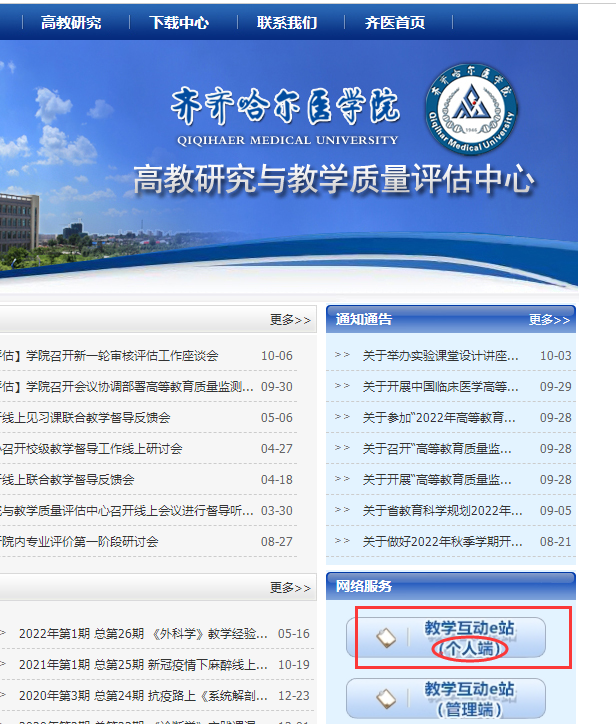 高教研究 下载中心 联系我们 齐医首页
齐齐哈尔医学院
QIQIHAER MEDICAL UNIVERSITY
齐齐哈尔医学院
1946
Qiqihar Medical University
高教研究与教学质量评估中心
更多>>
估】学院召开新一轮审核评估工作座谈会 10-06
估】学院召开会议协调部署高等教育质量监测... 09-30
线上见习课联合教学督导反馈会 05-06
召开校级教学督导工作线上研讨会 04-27
线上联合教学督导反馈会 04-18
与教学质量评估中心召开线上会议进行督导听... 03-30
院内专业评价第一阶段研讨会 08-27
通知通告 更多>>
>> 关于举办实验课堂设计讲座... 10-03
>> 关于开展中国临床医学高等... 09-29
>> 关于参加“2022年高等教育... 09-28
>> 关于召开“高等教育质量监... 09-28
>> 关于开展“高等教育质量监... 09-28
>> 关于省教育科学规划2022年... 09-05
>> 关于做好2022年秋季学期开... 08-21
更多>>
> 2022年第1期 总第26期 《外科学》教学经验... 05-16
> 2021年第1期 总第25期 新冠疫情下麻醉线上... 10-19
> 2020年第3期 总第24期 抗疫路上《系统解剖... 12-23
网络服务
教学互动e站
(个人端)
教学互动e站
(管理端)